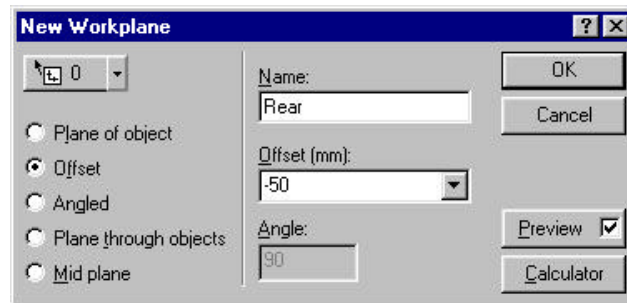 New Workplane
0
Plane of object
Offset
Angled
Plane through objects
Mid plane
Name:
Rear
Offset (mm):
-50
Angle:
90
OK
Cancel
Preview
Calculator